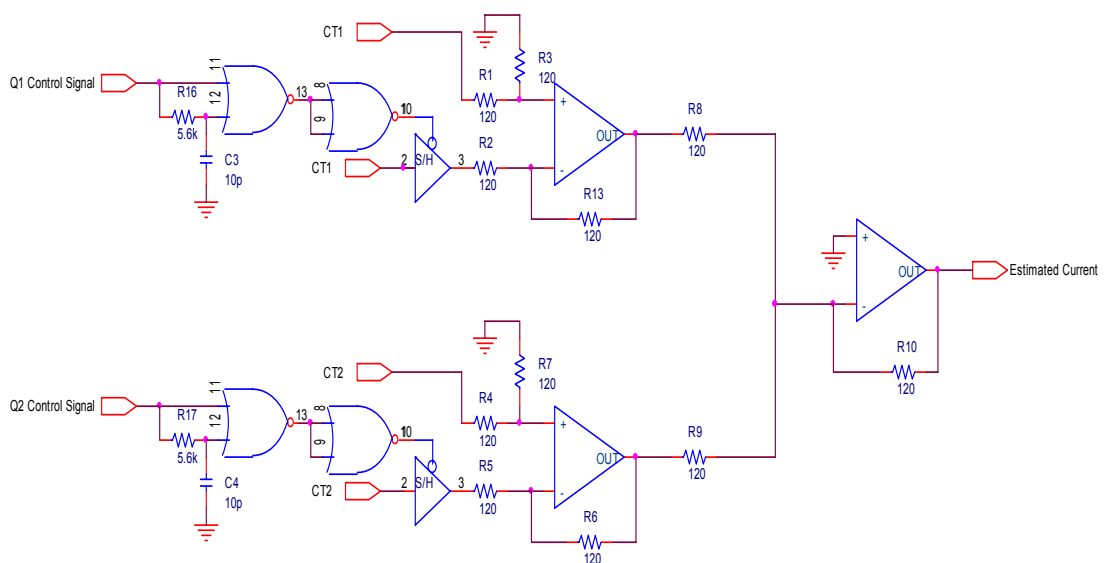 CT1
R3
120
R1
120
+
-
OUT
R8
120
Q1 Control Signal
11
12
R16
5.6k
C3
10p
13
8
9
10
CT1
2
S/H
3
R2
120
R13
120
+
-
OUT
R10
120
Estimated Current
CT2
R7
120
R4
120
+
-
OUT
R9
120
Q2 Control Signal
11
12
R17
5.6k
C4
10p
13
8
9
10
CT2
2
S/H
3
R5
120
R6
120